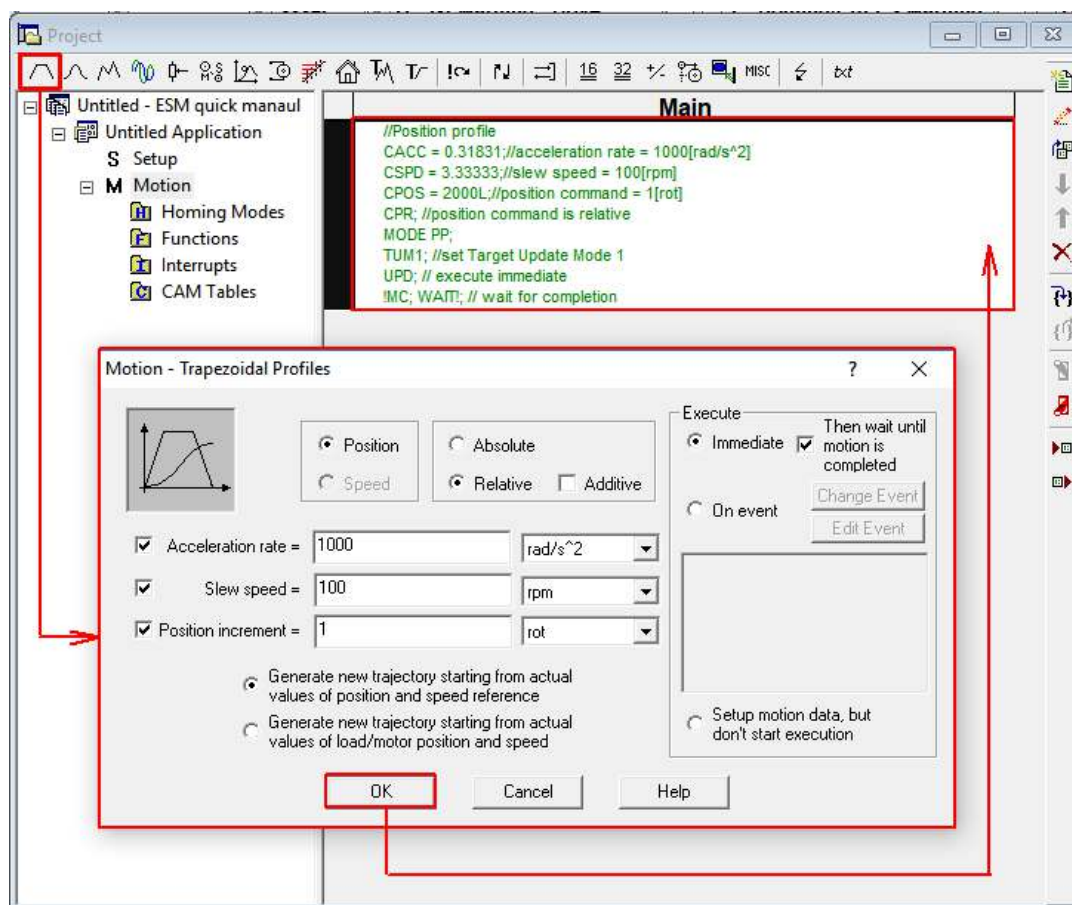 Project
16
32
+/-
MISC
txt
Untitled - ESM quick manaul
Untitled Application
S Setup
M Motion
H Homing Modes
F Functions
I Interrupts
C CAM Tables
Main
//Position profile
CACC = 0.31831;//acceleration rate = 1000[rad/s^2]
CSPD = 3.33333;//slew speed = 100[rpm]
CPOS = 2000L;//position command = 1[rot]
CPR; //position command is relative
MODE PP;
TUM1; //set Target Update Mode 1
UPD; // execute immediate
!MC; WAIT!; // wait for completion
Motion - Trapezoidal Profiles
?
Position
Speed
Absolute
Relative
Additive
Acceleration rate =
1000
rad/s^2
Slew speed =
100
rpm
Position increment =
1
rot
Generate new trajectory starting from actual
values of position and speed reference
Generate new trajectory starting from actual
values of load/motor position and speed
Execute
Immediate
Then wait until
motion is
completed
On event
Change Event
Edit Event
Setup motion data, but
don't start execution
OK
Cancel
Help